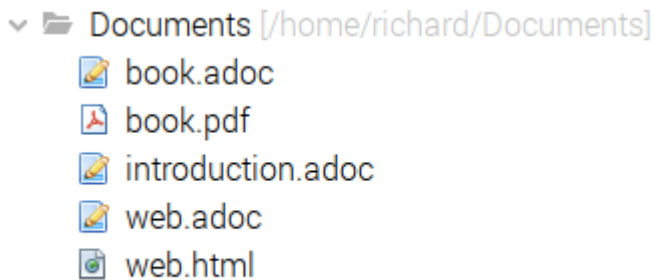 Documents [/home/richard/Documents]
book.adoc
book.pdf
introduction.adoc
web.adoc
web.html